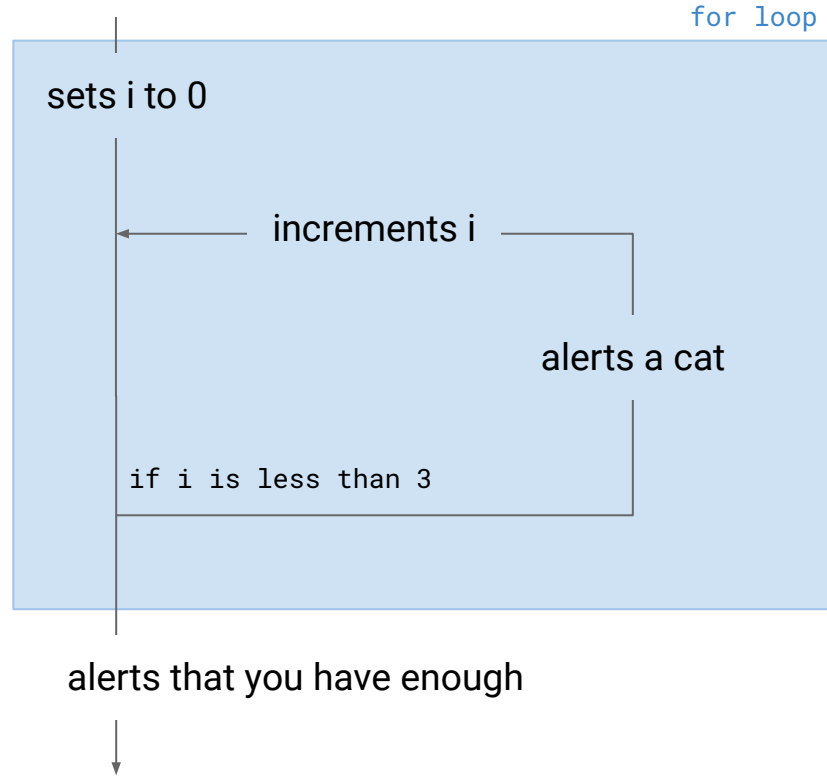 for loop
sets i to 0
increments i
alerts a cat
if i is less than 3
alerts that you have enough